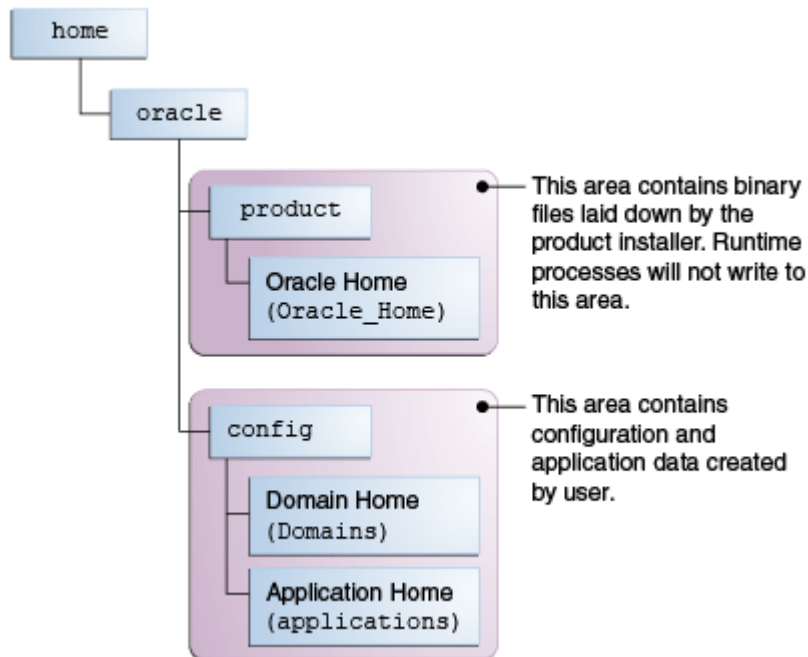 home
oracle
product
Oracle Home
(Oracle_Home)
This area contains binary
files laid down by the
product installer. Runtime
processes will not write to
this area.
config
Domain Home
(Domains)
Application Home
(applications)
This area contains
configuration and
application data created
by user.